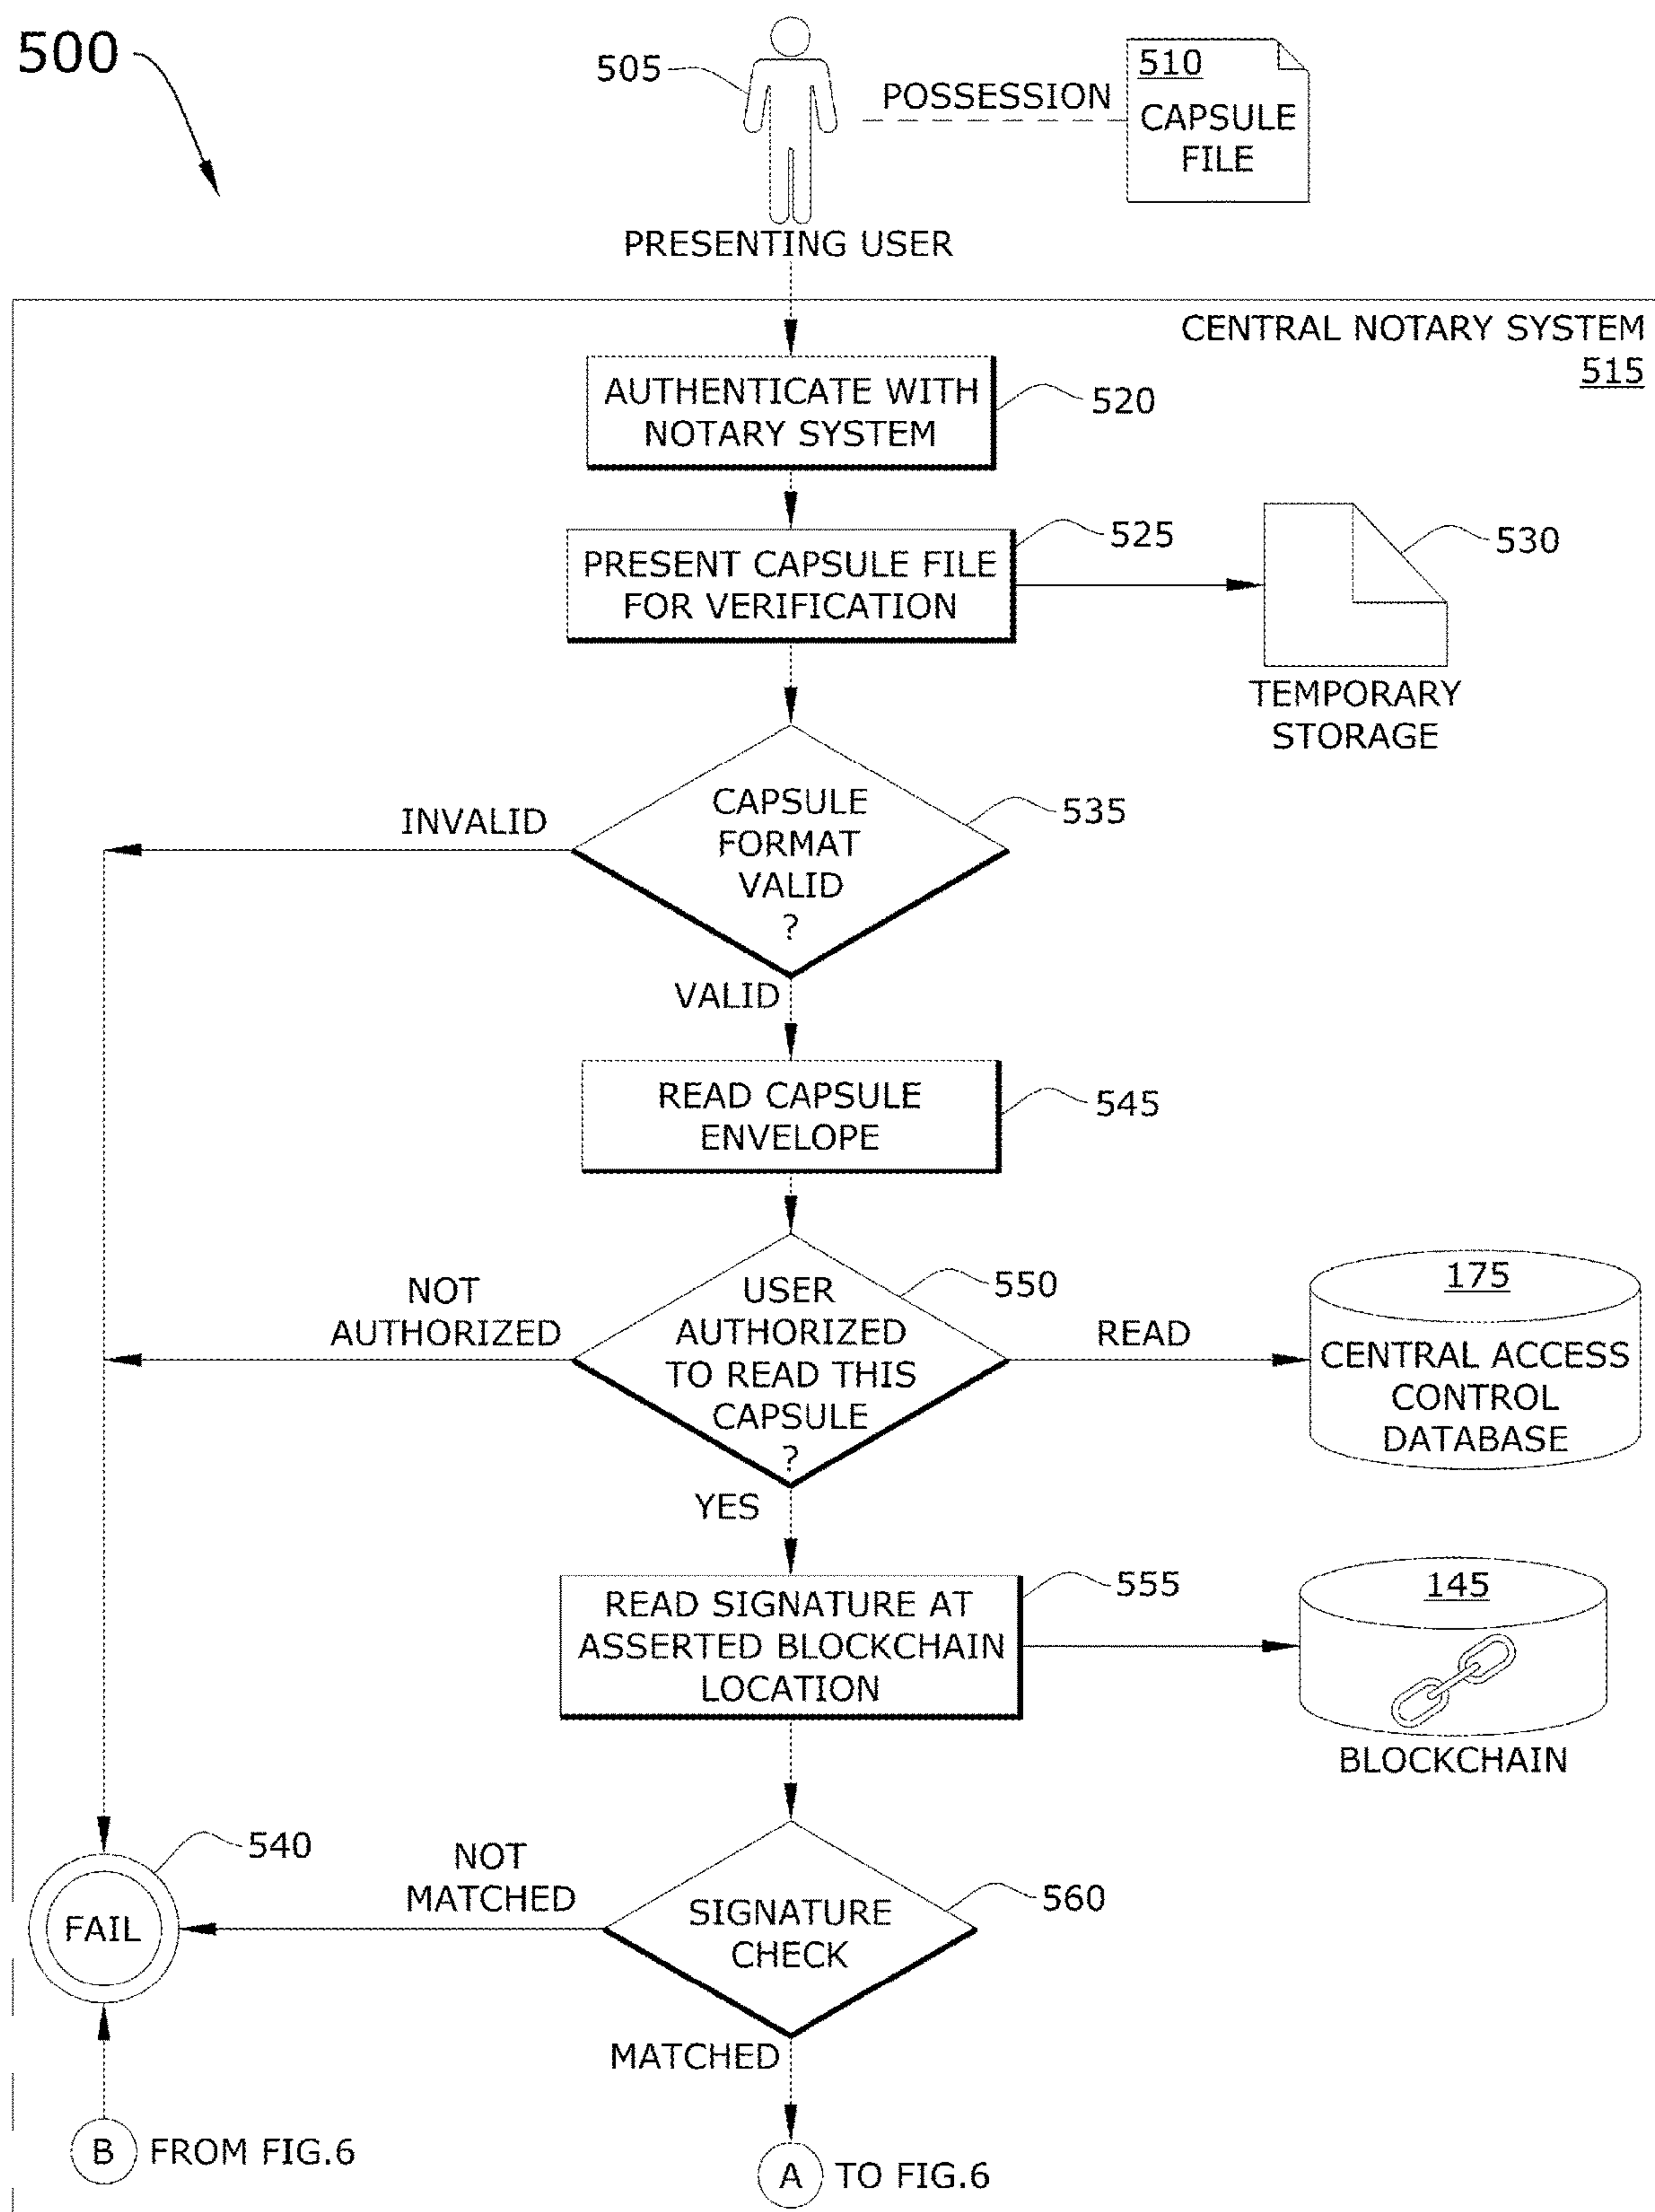 500
505
POSSESSION
510
CAPSULE
FILE
PRESENTING USER
CENTRAL NOTARY SYSTEM
515
AUTHENTICATE WITH
NOTARY SYSTEM
520
PRESENT CAPSULE FILE
FOR VERIFICATION
525
530
TEMPORARY
STORAGE
CAPSULE
FORMAT
VALID
?
535
INVALID
VALID
READ CAPSULE
ENVELOPE
545
USER
AUTHORIZED
TO READ THIS
CAPSULE
?
550
NOT
AUTHORIZED
READ
175
CENTRAL ACCESS
CONTROL
DATABASE
YES
READ SIGNATURE AT
ASSERTED BLOCKCHAIN
LOCATION
555
145
BLOCKCHAIN
SIGNATURE
CHECK
560
NOT
MATCHED
540
FAIL
MATCHED
B FROM FIG.6
A TO FIG.6